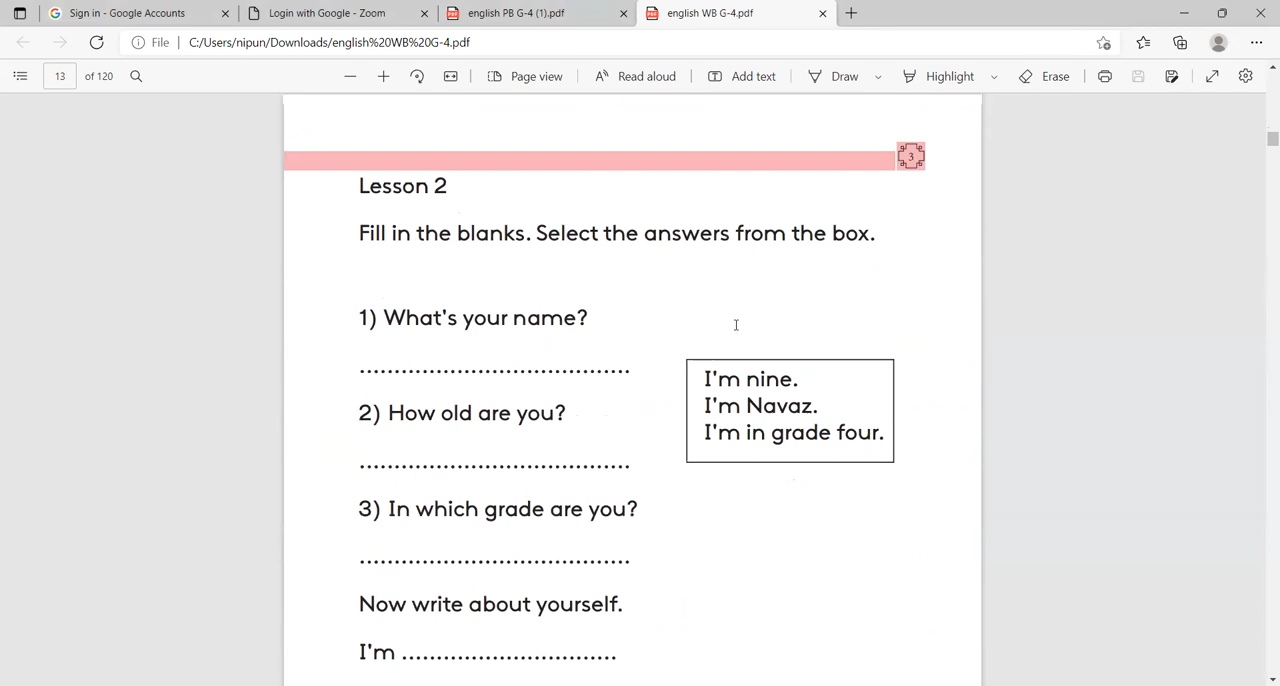 Sign in - Google Accounts
Login with Google - Zoom
english PB G-4 (1).pdf
english WB G-4.pdf
File
C:/Users/nipun/Downloads/english%20WB%20G-4.pdf
13
of 120
Page view
Read aloud
Add text
Draw
Highlight
Erase
3
Lesson 2
Fill in the blanks. Select the answers from the box.
1) What's your name?
.......................................
2) How old are you?
.......................................
3) In which grade are you?
.......................................
I'm nine.
I'm Navaz.
I'm in grade four.
Now write about yourself.
I'm ...............................